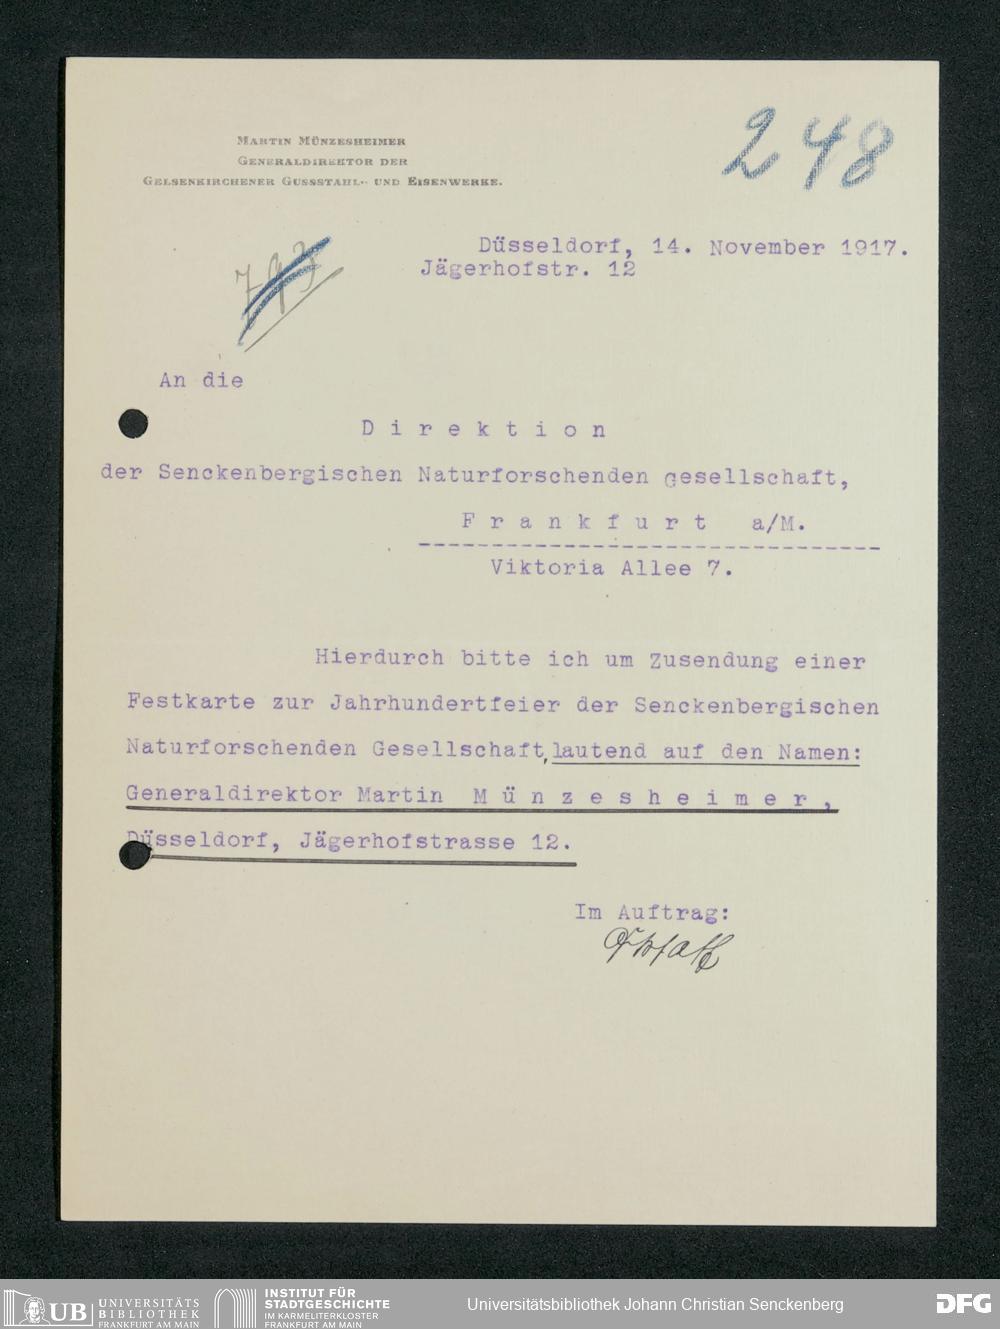 248
MARTIN MÜNZESHEIMER
GENERALDIREKTOR DER
GELSENKIRCHENER GUSSSTAHL- UND EISENWERKE.
793
Düsseldorf, 14. November 1917.
Jägerhofstr. 12
An die
D i r e k t i o n
der Senckenbergischen Naturforschenden Gesellschaft,
F r a n k f u r t a/M.
Viktoria Allee 7.
Hierdurch bitte ich um Zusendung einer
Festkarte zur Jahrhundertfeier der Senckenbergischen
Naturforschenden Gesellschaft, lautend auf den Namen:
Generaldirektor Martin M ü n z e s h e i m e r ,
Düsseldorf, Jägerhofstrasse 12.
Im Auftrag:
UB UNIVERSITÄTS
BIBLIOTHEK
FRANKFURT AM MAIN
INSTITUT FÜR
STADTGESCHICHTE
IM KARMELITERKLOSTER
FRANKFURT AM MAIN
Universitätsbibliothek Johann Christian Senckenberg
DFG